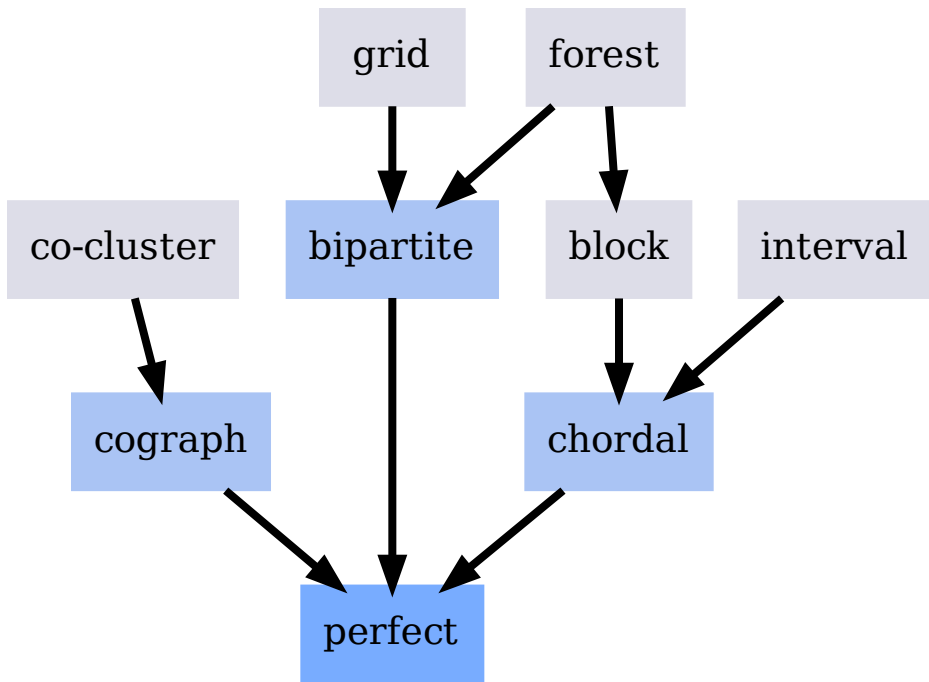 grid
forest
co-cluster
bipartite
block
interval
cograph
chordal
perfect